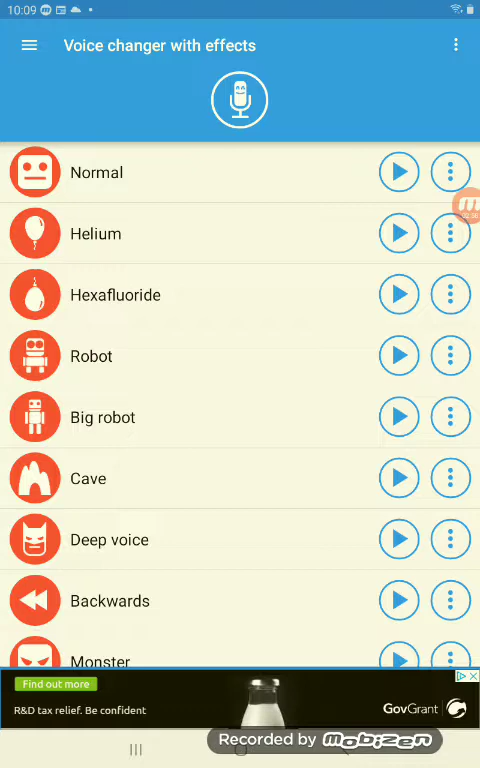 10:09
Voice changer with effects
Normal
Helium
Hexafluoride
Robot
Big robot
Cave
Deep voice
Backwards
Monster
Find out more
R&D tax relief. Be confident
GovGrant
Recorded by mobizen